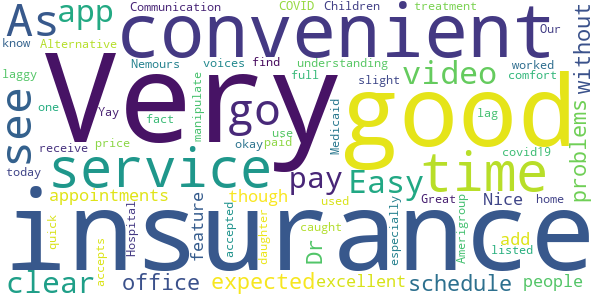 Communication COVID Children treatment
As app convenient Our
know Alternative Nemours voices find understanding worked without
laggy see full slight comfort
Very good
one Yay manipulate go video
fact okay Medicaid lag problems
receive price use covid19
today service paid time
pay Easy
appointments though Nice
insurance
quick Hospital feature accepted daughter used Dr caught especially Amerigroup Great home
accepts add listed
clear office expected excellent schedule people